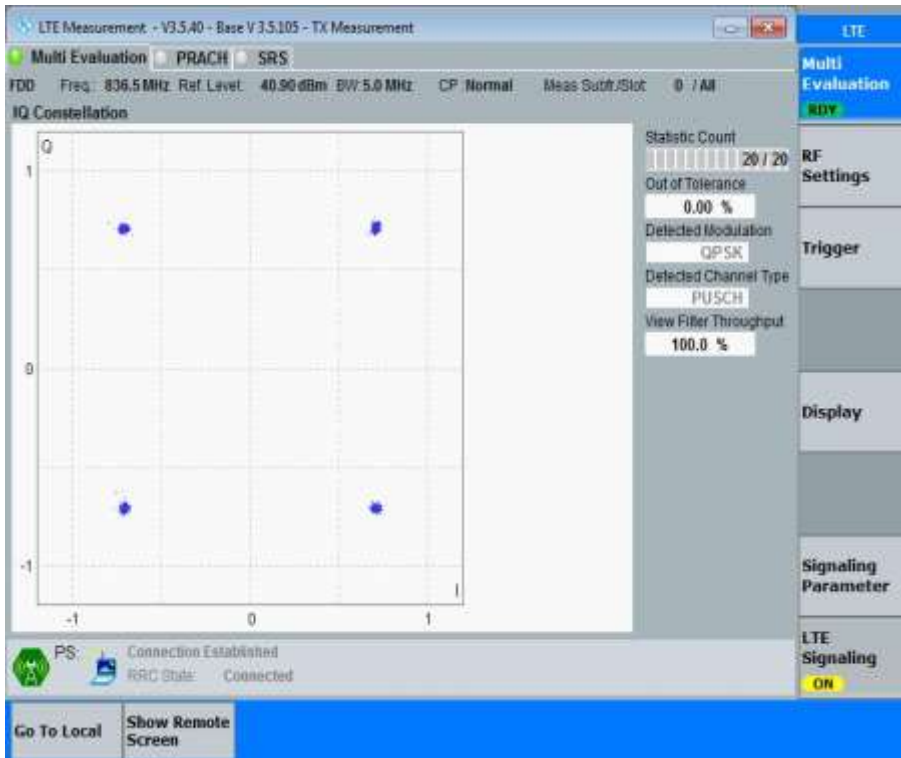 LTE Measurement - V3.5.40 - Base V 3.5.105 - TX Measurement
Multi Evaluation PRACH SRS
FDD Freq.: 836.5 MHz Ref. Level: 40.90 dBm BW: 5.0 MHz CP: Normal Meas Subfr./Slot: 0 / All
IQ Constellation
Q
1
0
-1
-1 0 1
I
Statistic Count
20 / 20
Out of Tolerance
0.00 %
Detected Modulation
QPSK
Detected Channel Type
PUSCH
View Filter Throughput
100.0 %
PS:
Connection Established
RRC State: Connected
LTE
Multi
Evaluation
RDY
RF
Settings
Trigger
Display
Signaling
Parameter
LTE
Signaling
ON
Go To Local
Show Remote
Screen